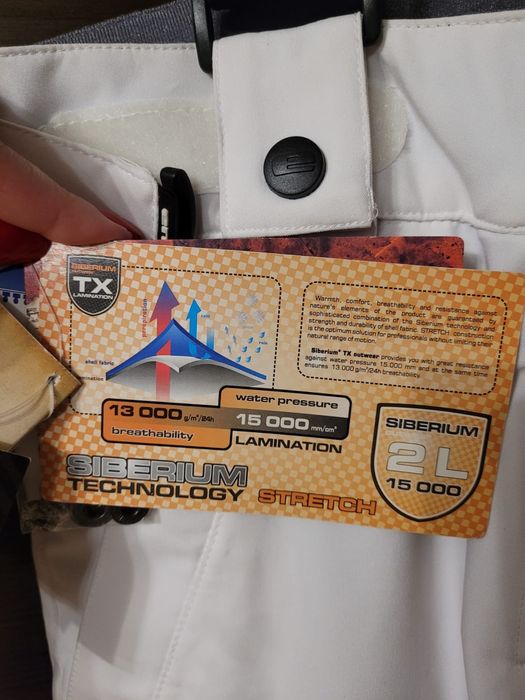 SIBERIUM
TX
LAMINATION
shell fabric
Warmth, comfort, breathability and resistance against
nature's elements of the product are guaranteed by
sophisticated combination of the Siberium technology and
strength and durability of shell fabric. STRETCH construction
is the optimum solution for professionals without limiting their
natural range of motion.
Siberium® TX outwear provides you with great resistance
against water pressure 15.000 mm and at the same time
ensures 13.000 g/m²/24h breathability.
13 000 g/m²/24h
breathability
water pressure
15 000 mm/cm²
LAMINATION
SIBERIUM
2L
15 000
SIBERIUM
TECHNOLOGY STRETCH